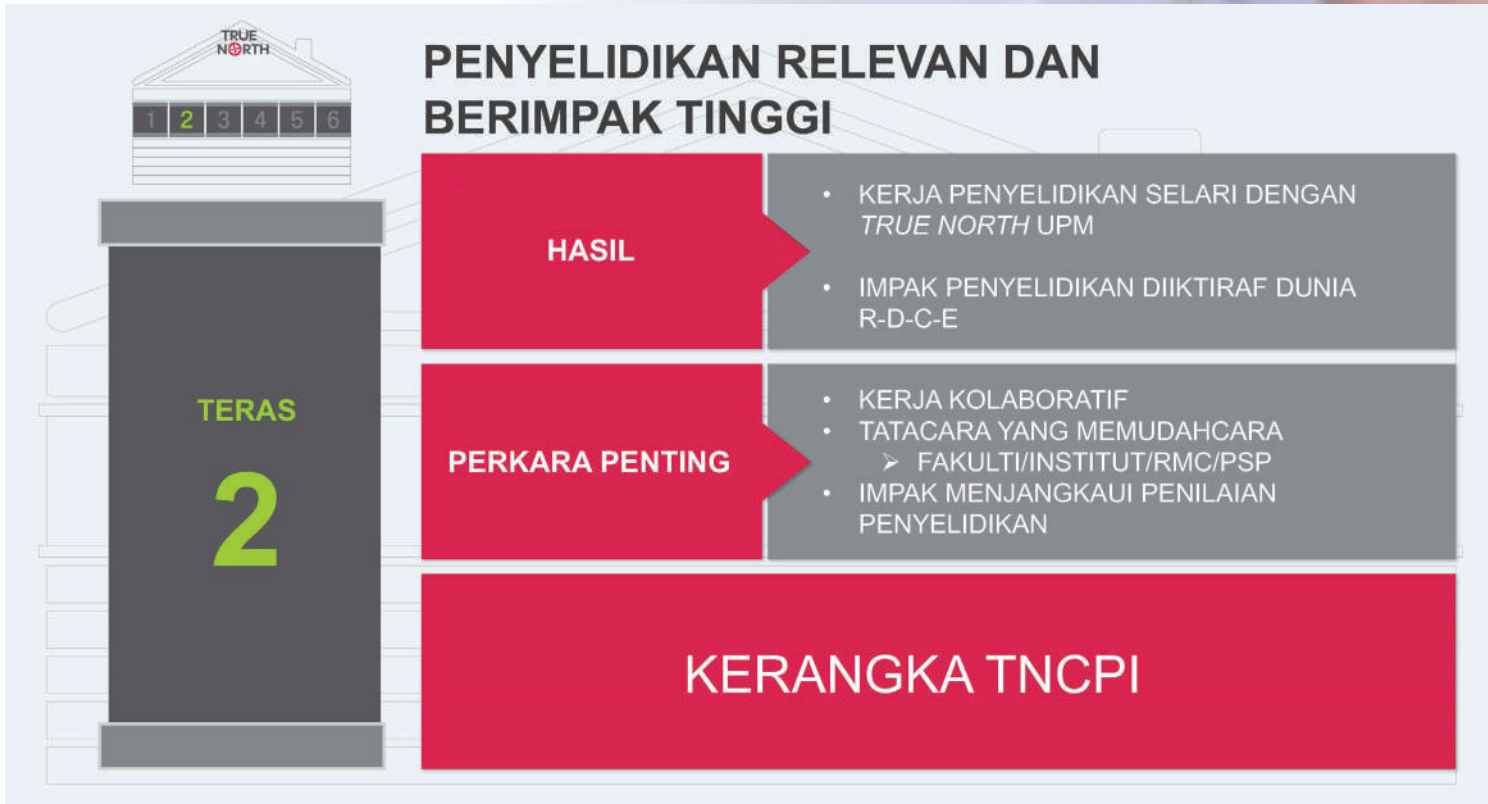 TRUE
NORTH
1 2 3 4 5 6
PENYELIDIKAN RELEVAN DAN
BERIMPAK TINGGI
HASIL
• KERJA PENYELIDIKAN SELARI DENGAN
TRUE NORTH UPM
• IMPAK PENYELIDIKAN DIIKTIRAF DUNIA
R-D-C-E
TERAS
2
PERKARA PENTING
• KERJA KOLABORATIF
• TATACARA YANG MEMUDAHCARA
➢ FAKULTI/INSTITUT/RMC/PSP
• IMPAK MENJANGKAUI PENILAIAN
PENYELIDIKAN
KERANGKA TNCPI